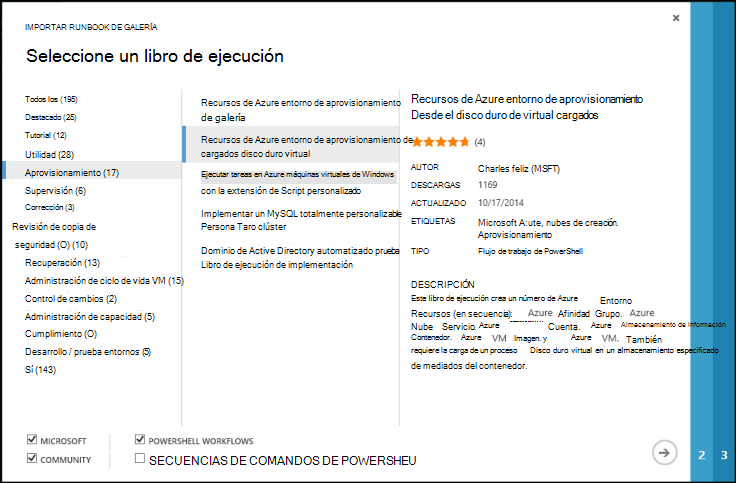 ×
IMPORTAR RUNBOOK DE GALERÍA
Seleccione un libro de ejecución
Todos los (195)
Destacado (25)
Tutorial (12)
Utilidad (28)
Aprovisionamiento (17)
Supervisión (6)
Corrección (3)
Revisión de copia de
seguridad (O) (10)
Recuperación (13)
Administración de ciclo de vida VM (15)
Control de cambios (2)
Administración de capacidad (5)
Cumplimiento (O)
Desarrollo / prueba entornos (5)
Sí (143)
Recursos de Azure entorno de aprovisionamiento
de galería
Recursos de Azure entorno de aprovisionamiento de
cargados disco duro virtual
Ejecutar tareas en Azure máquinas virtuales de Windows
con la extensión de Script personalizado
Implementar un MySQL totalmente personalizable
Persona Taro clúster
Dominio de Active Directory automatizado prueba
Libro de ejecución de implementación
Recursos de Azure entorno de aprovisionamiento
Desde el disco duro de virtual cargados
(4)
AUTOR Charles feliz (MSFT)
DESCARGAS 1169
ACTUALIZADO 10/17/2014
ETIQUETAS Microsoft A:ute, nubes de creación.
Aprovisionamiento
TIPO Flujo de trabajo de PowerShell
DESCRIPCIÓN
Este libro de ejecución crea un número de Azure Entorno
Recursos (en secuencia): Azure Afinidad Grupo. Azure
Nube Servicio. Azure Cuenta. Azure Almacenamiento de Información
Contenedor. Azure VM Imagen. y Azure VM. También
requiere la carga de un proceso Disco duro virtual en un almacenamiento especificado
de mediados del contenedor.
MICROSOFT
POWERSHELL WORKFLOWS
COMMUNITY
SECUENCIAS DE COMANDOS DE POWERSHEU
2 3